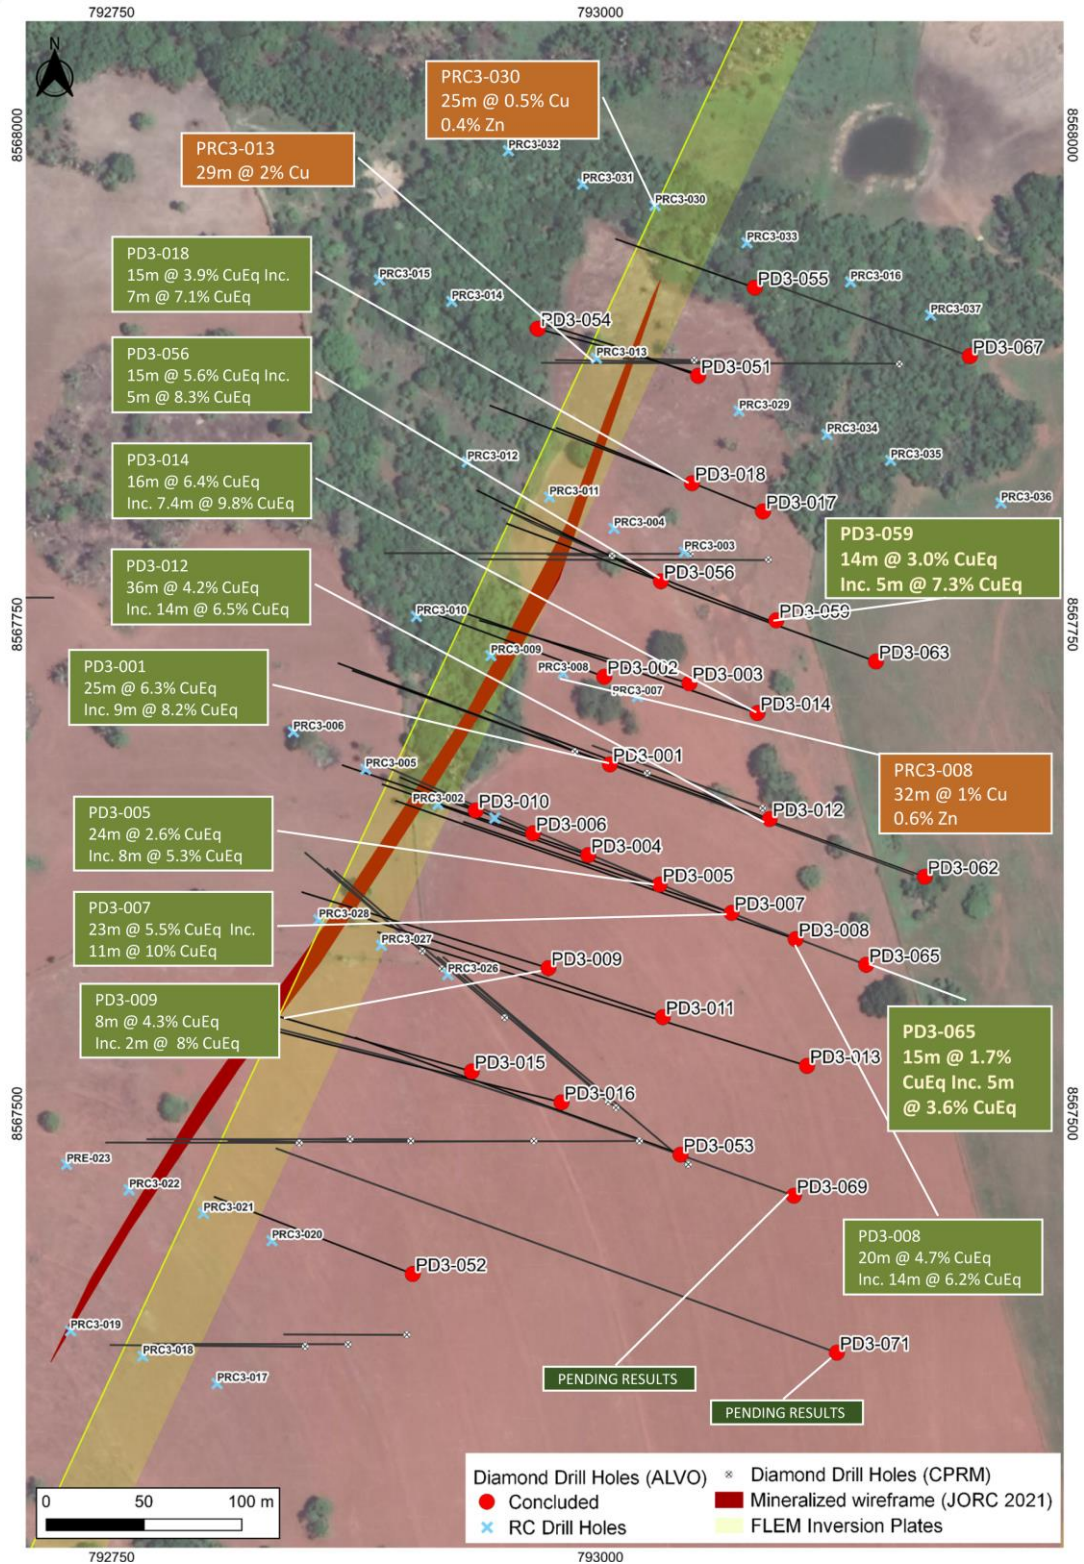 792750
793000
N
8568000
8568000
PRC3-030
25m @ 0.5% Cu
0.4% Zn
PRC3-013
29m @ 2% Cu
PRC3-032
PRC3-031
PRC3-030
PRC3-033
PRC3-015
PRC3-014
PRC3-016
PRC3-037
PD3-055
PD3-054
PRC3-013
PD3-051
PD3-067
PD3-018
15m @ 3.9% CuEq Inc.
7m @ 7.1% CuEq
PD3-056
15m @ 5.6% CuEq Inc.
5m @ 8.3% CuEq
PRC3-029
PRC3-034
PRC3-035
PRC3-036
PRC3-012
PRC3-011
PD3-018
PD3-017
PRC3-004
PRC3-003
PD3-014
16m @ 6.4% CuEq
Inc. 7.4m @ 9.8% CuEq
PD3-059
14m @ 3.0% CuEq
Inc. 5m @ 7.3% CuEq
PD3-056
PD3-059
PD3-063
PD3-012
36m @ 4.2% CuEq
Inc. 14m @ 6.5% CuEq
8567750
8567750
PRC3-010
PRC3-009
PRC3-008
PD3-002
PD3-003
PRC3-007
PD3-014
PD3-001
25m @ 6.3% CuEq
Inc. 9m @ 8.2% CuEq
PRC3-006
PRC3-005
PD3-001
PRC3-008
32m @ 1% Cu
0.6% Zn
PRC3-002
PD3-010
PD3-012
PD3-006
PD3-004
PD3-005
PD3-062
PD3-005
24m @ 2.6% CuEq
Inc. 8m @ 5.3% CuEq
PD3-007
23m @ 5.5% CuEq Inc.
11m @ 10% CuEq
PD3-007
PD3-008
PD3-065
PRC3-028
PRC3-027
PRC3-026
PD3-009
PD3-009
8m @ 4.3% CuEq
Inc. 2m @ 8% CuEq
PD3-011
PD3-013
PD3-065
15m @ 1.7%
CuEq Inc. 5m
@ 3.6% CuEq
PD3-015
PD3-016
8567500
8567500
PD3-053
PD3-069
PRE-023
PRC3-022
PRC3-021
PRC3-020
PD3-052
PD3-008
20m @ 4.7% CuEq
Inc. 14m @ 6.2% CuEq
PRC3-019
PRC3-018
PRC3-017
PD3-071
PENDING RESULTS
PENDING RESULTS
0 50 100 m
Diamond Drill Holes (ALVO)
Concluded
RC Drill Holes
Diamond Drill Holes (CPRM)
Mineralized wireframe (JORC 2021)
FLEM Inversion Plates
792750
793000